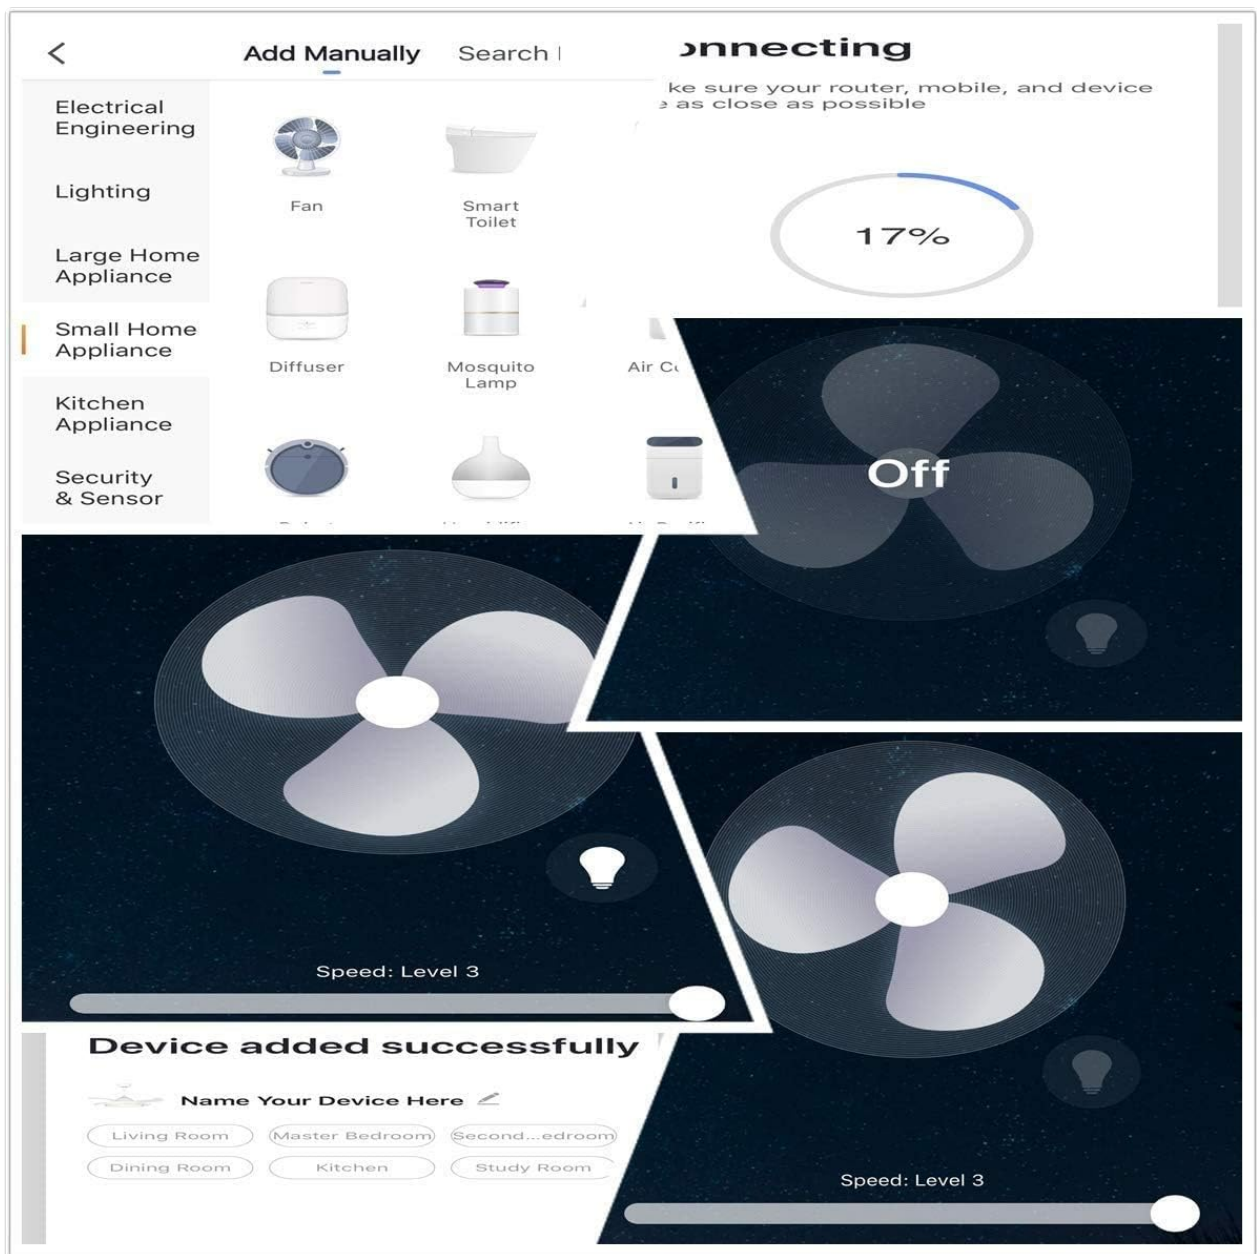 Add Manually
Search
Electrical
Engineering
Lighting
Large Home
Appliance
Small Home
Appliance
Kitchen
Appliance
Security
& Sensor
Fan
Smart
Toilet
Diffuser
Mosquito
Lamp
Air
onnecting
ke sure your router, mobile, and device
e as close as possible
17%
Off
Speed: Level 3
Device added successfully
Name Your Device Here
Living Room
Master Bedroom
Second...edroom
Dining Room
Kitchen
Study Room
Speed: Level 3